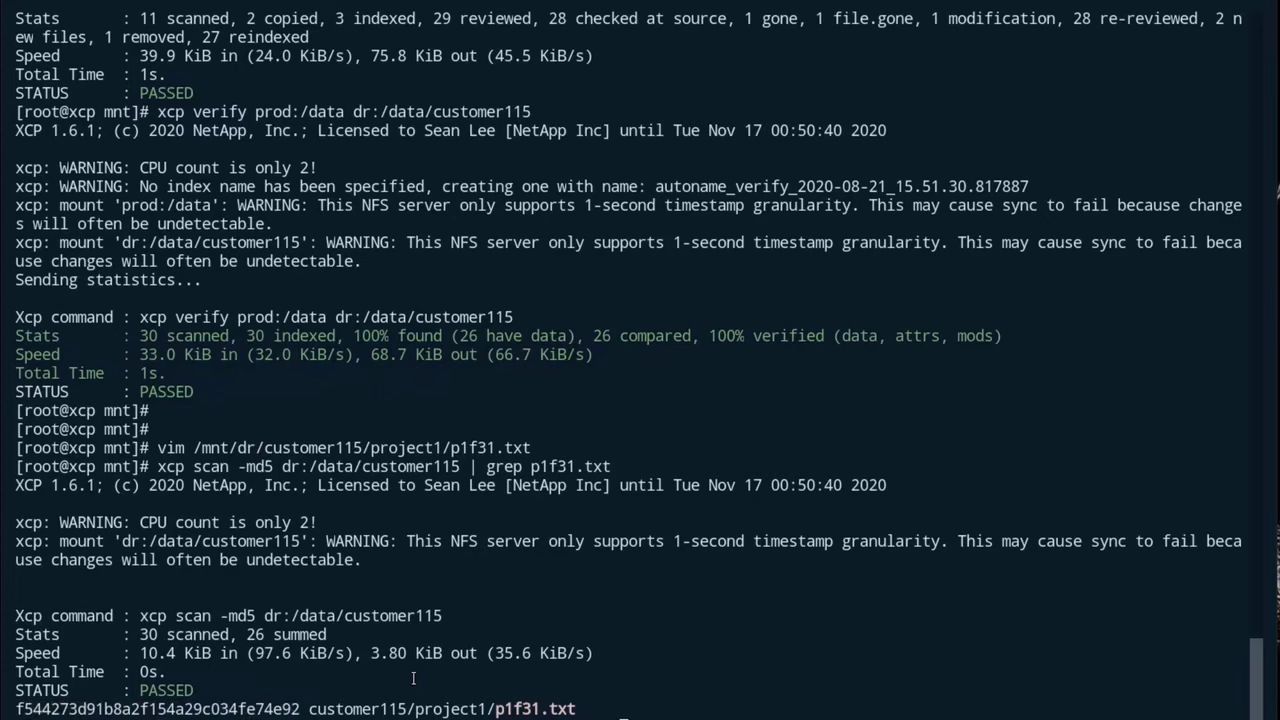 Stats      : 11 scanned, 2 copied, 3 indexed, 29 reviewed, 28 checked at source, 1 gone, 1 file.gone, 1 modification, 28 re-reviewed, 2 n
ew files, 1 removed, 27 reindexed
Speed      : 39.9 KiB in (24.0 KiB/s), 75.8 KiB out (45.5 KiB/s)
Total Time : 1s.
STATUS     : PASSED
[root@xcp mnt]# xcp verify prod:/data dr:/data/customer115
XCP 1.6.1; (c) 2020 NetApp, Inc.; Licensed to Sean Lee [NetApp Inc] until Tue Nov 17 00:50:40 2020
xcp: WARNING: CPU count is only 2!
xcp: WARNING: No index name has been specified, creating one with name: autoname_verify_2020-08-21_15.51.30.817887
xcp: mount 'prod:/data': WARNING: This NFS server only supports 1-second timestamp granularity. This may cause sync to fail because change
s will often be undetectable.
xcp: mount 'dr:/data/customer115': WARNING: This NFS server only supports 1-second timestamp granularity. This may cause sync to fail beca
use changes will often be undetectable.
Sending statistics...
Xcp command : xcp verify prod:/data dr:/data/customer115
Stats      : 30 scanned, 30 indexed, 100% found (26 have data), 26 compared, 100% verified (data, attrs, mods)
Speed      : 33.0 KiB in (32.0 KiB/s), 68.7 KiB out (66.7 KiB/s)
Total Time : 1s.
STATUS     : PASSED
[root@xcp mnt]#
[root@xcp mnt]#
[root@xcp mnt]# vim /mnt/dr/customer115/project1/p1f31.txt
[root@xcp mnt]# xcp scan -md5 dr:/data/customer115 | grep p1f31.txt
XCP 1.6.1; (c) 2020 NetApp, Inc.; Licensed to Sean Lee [NetApp Inc] until Tue Nov 17 00:50:40 2020
xcp: WARNING: CPU count is only 2!
xcp: mount 'dr:/data/customer115': WARNING: This NFS server only supports 1-second timestamp granularity. This may cause sync to fail beca
use changes will often be undetectable.
Xcp command : xcp scan -md5 dr:/data/customer115
Stats      : 30 scanned, 26 summed
Speed      : 10.4 KiB in (97.6 KiB/s), 3.80 KiB out (35.6 KiB/s)
Total Time : 0s.
STATUS     : PASSED
f544273d91b8a2f154a29c034fe74e92 customer115/project1/p1f31.txt